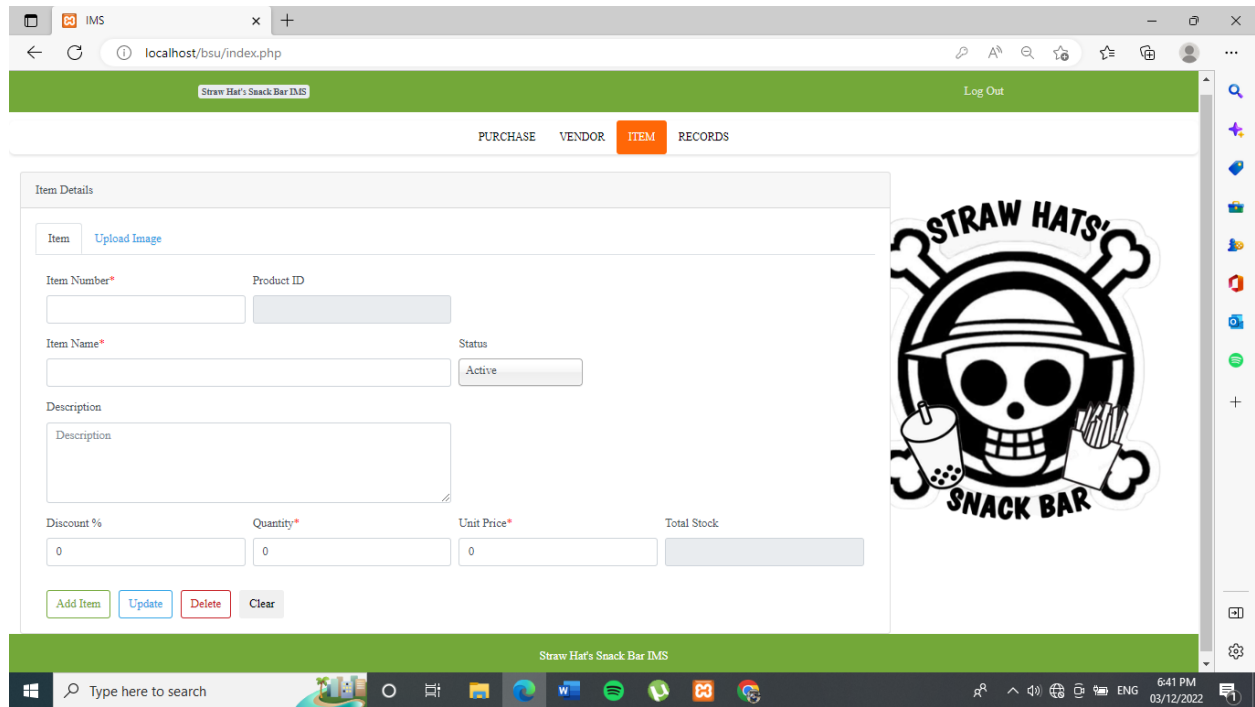 IMS
localhost/bsu/index.php
Straw Hat's Snack Bar IMS
Log Out
PURCHASE VENDOR ITEM RECORDS
Item Details
Item Upload Image
Item Number* Product ID
Item Name* Status
Active
Description
Description
Discount % Quantity* Unit Price* Total Stock
0 0 0
Add Item Update Delete Clear
STRAW HATS'
SNACK BAR
Straw Hat's Snack Bar IMS
Type here to search
ENG
6:41 PM
03/12/2022